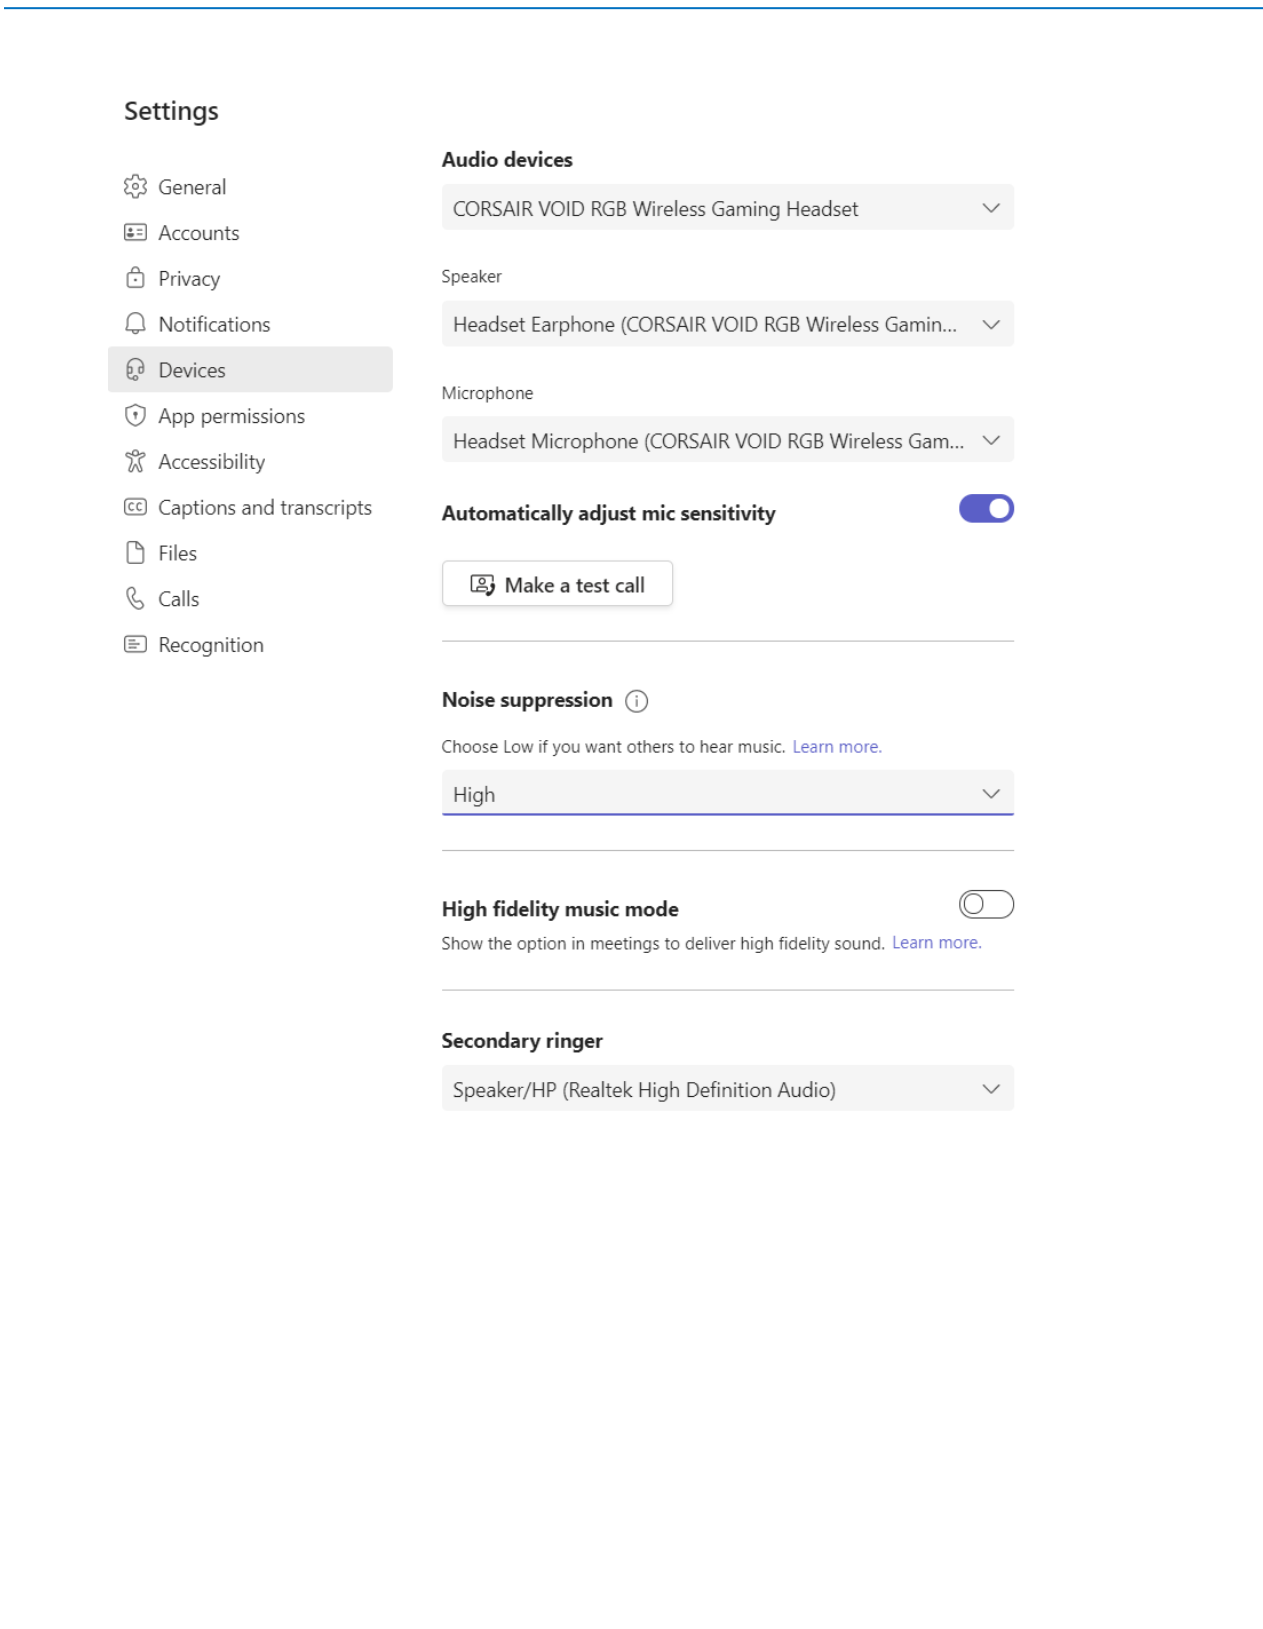 Settings
General
Accounts
Privacy
Notifications
Devices
App permissions
Accessibility
CC Captions and transcripts
Files
Calls
Recognition
Audio devices
CORSAIR VOID RGB Wireless Gaming Headset
Speaker
Headset Earphone (CORSAIR VOID RGB Wireless Gamin...
Microphone
Headset Microphone (CORSAIR VOID RGB Wireless Gam...
Automatically adjust mic sensitivity
Make a test call
Noise suppression
Choose Low if you want others to hear music. Learn more.
High
High fidelity music mode
Show the option in meetings to deliver high fidelity sound. Learn more.
Secondary ringer
Speaker/HP (Realtek High Definition Audio)